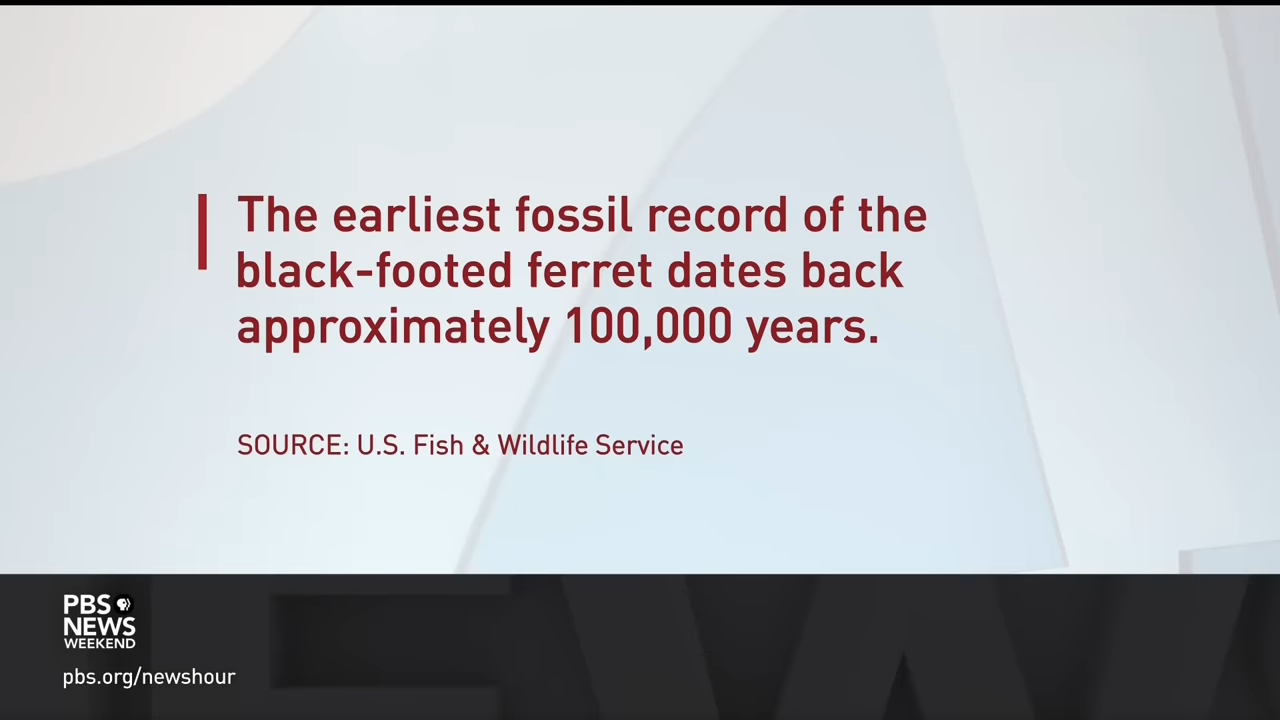 The earliest fossil record of the
black-footed ferret dates back
approximately 100,000 years.
SOURCE: U.S. Fish & Wildlife Service
PBS
NEWS
WEEKEND
pbs.org/newshour